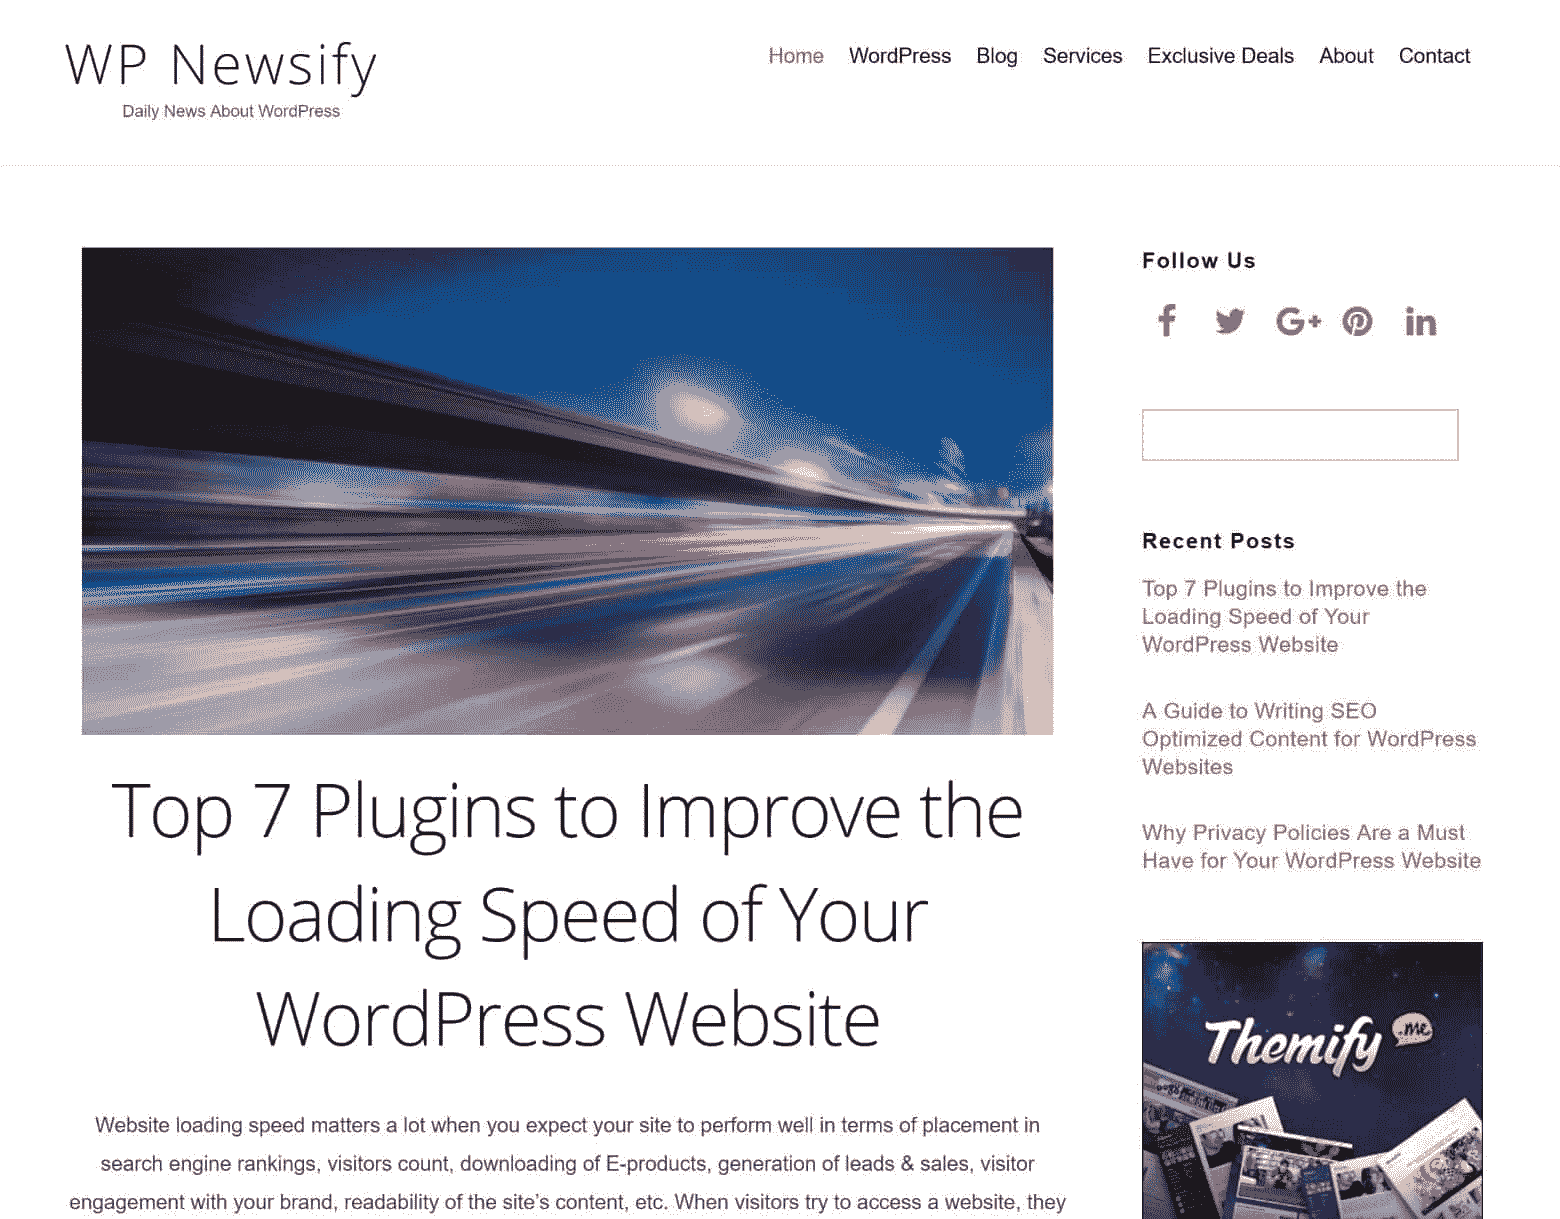 WP Newsify
Daily News About WordPress
Home WordPress Blog Services Exclusive Deals About Contact
Top 7 Plugins to Improve the
Loading Speed of Your
WordPress Website
Website loading speed matters a lot when you expect your site to perform well in terms of placement in
search engine rankings, visitors count, downloading of E-products, generation of leads & sales, visitor
engagement with your brand, readability of the site’s content, etc. When visitors try to access a website, they
Follow Us
Recent Posts
Top 7 Plugins to Improve the
Loading Speed of Your
WordPress Website
A Guide to Writing SEO
Optimized Content for WordPress
Websites
Why Privacy Policies Are a Must
Have for Your WordPress Website
Themify .me